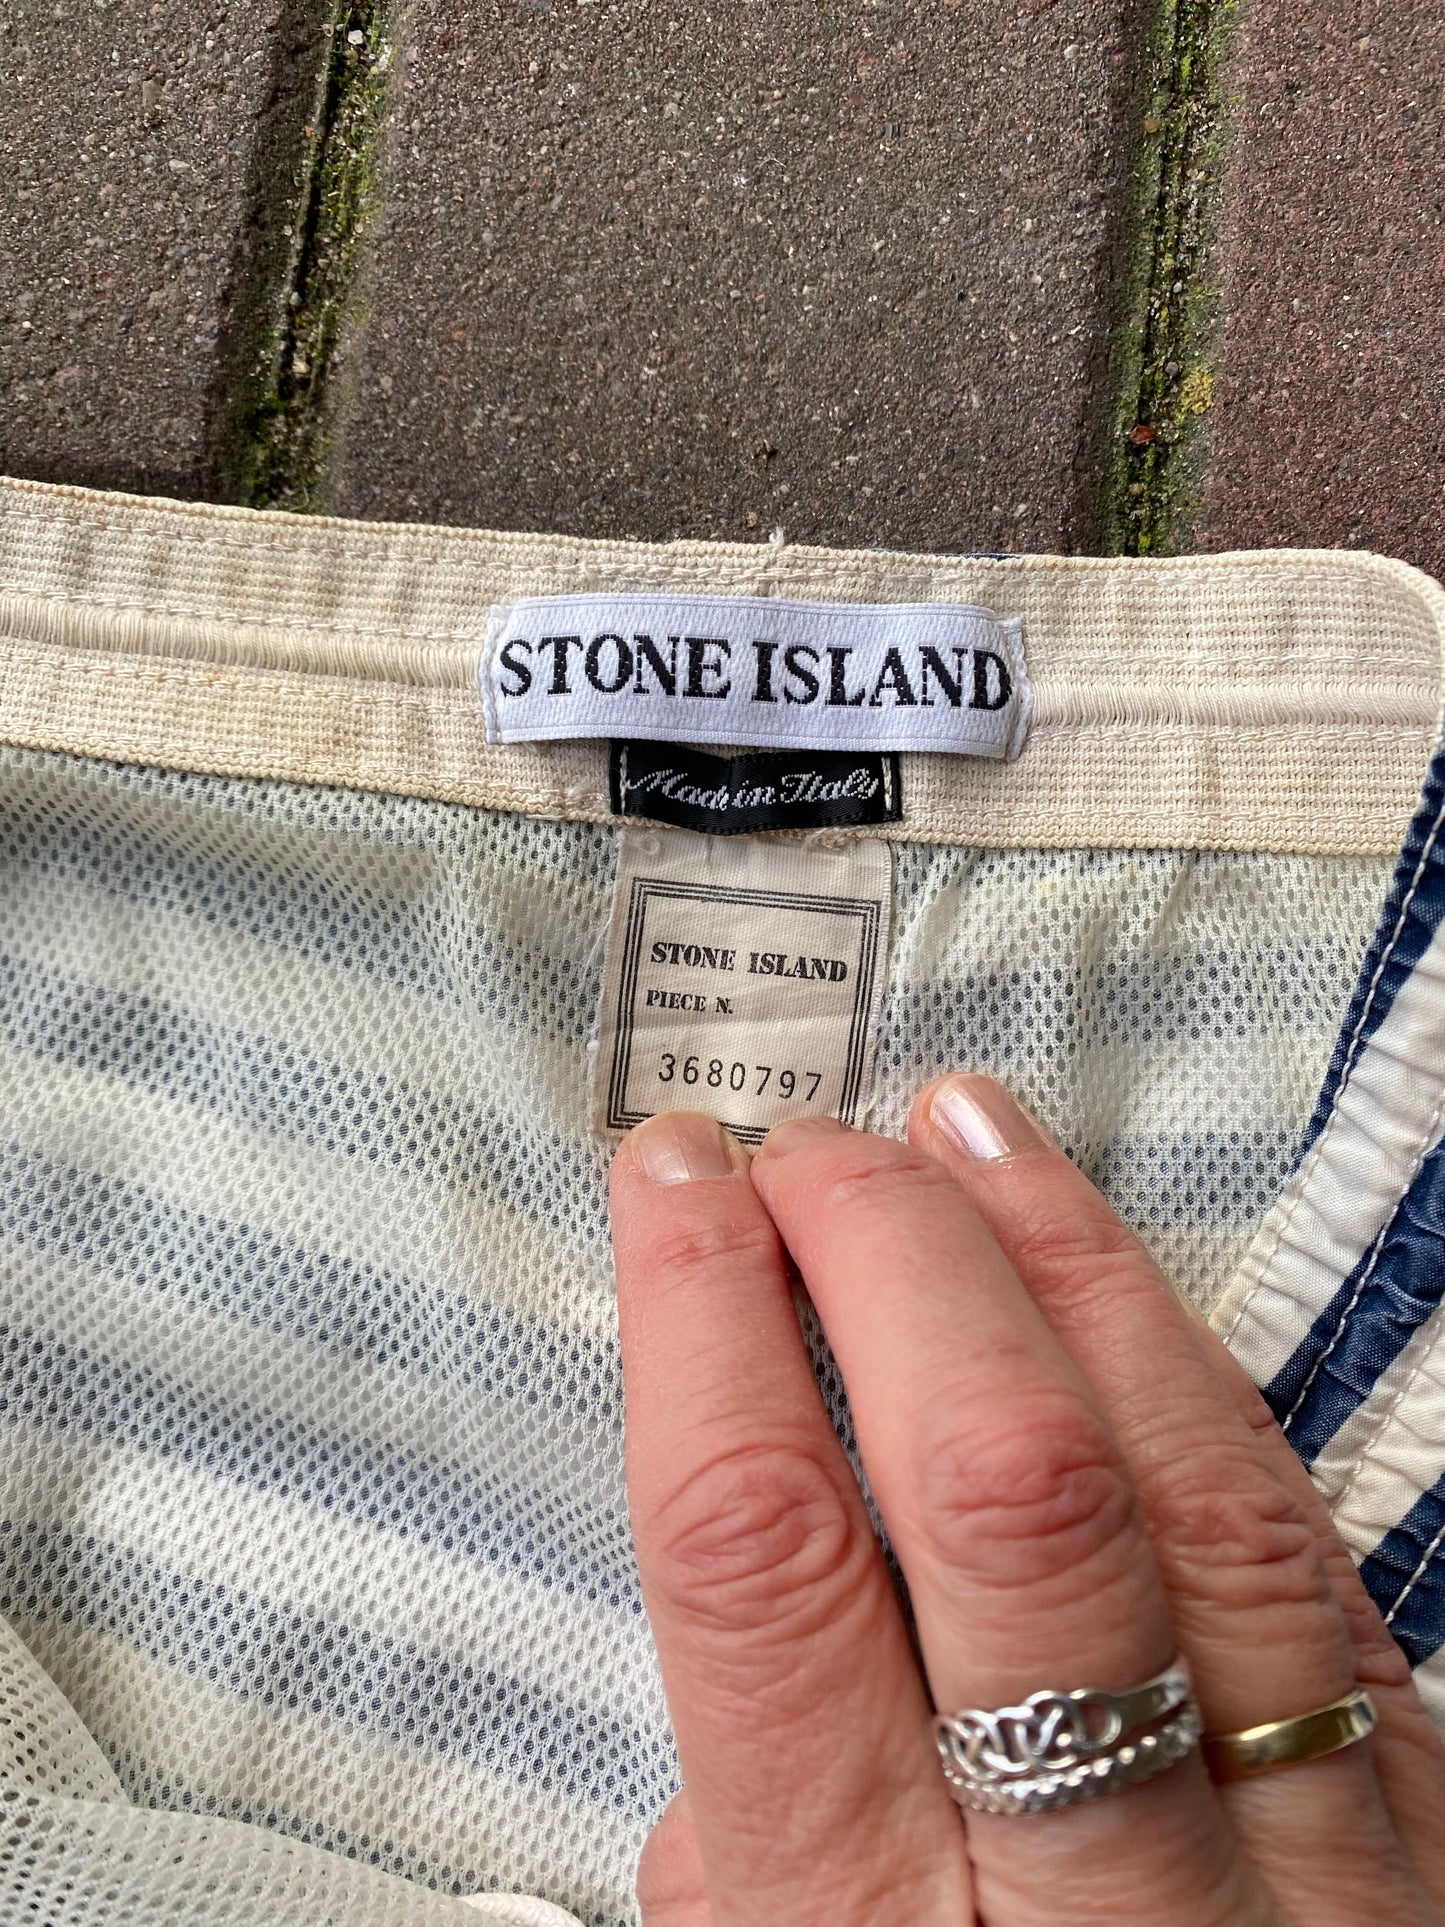 STONE ISLAND
Made in Italy
STONE ISLAND
PIECE N.
3680797